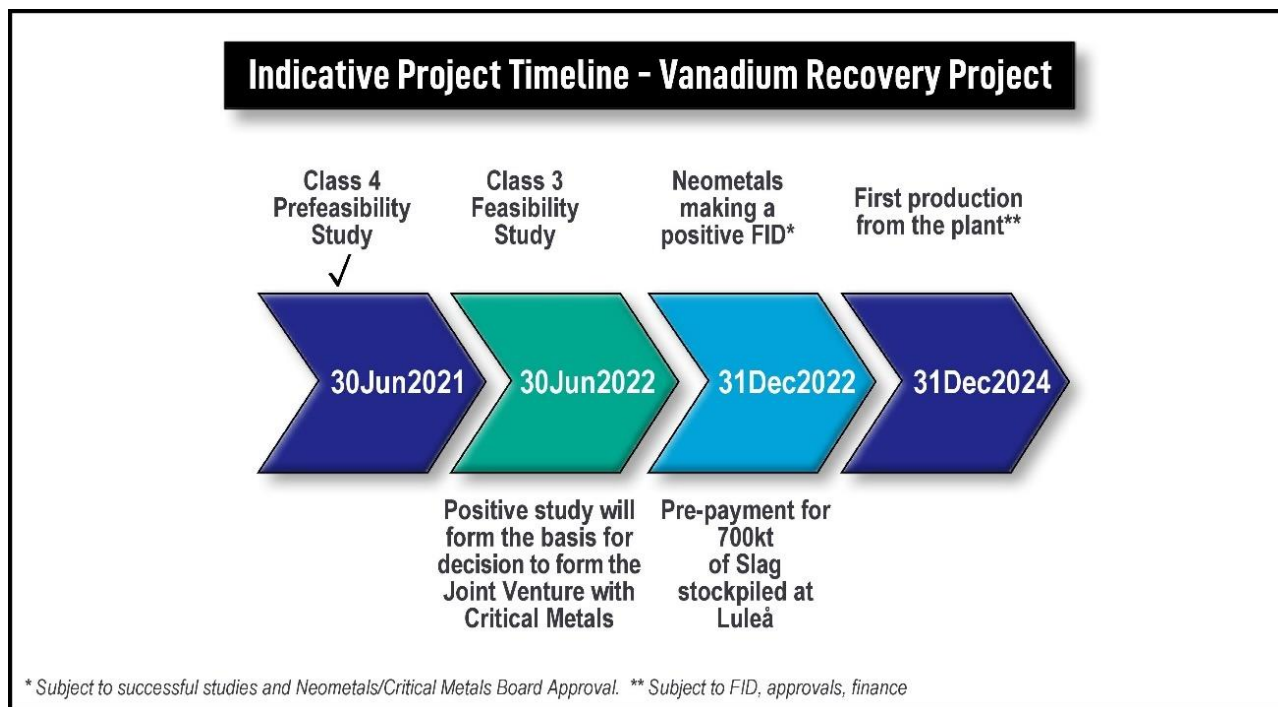 Indicative Project Timeline - Vanadium Recovery Project
Class 4
Prefeasibility
Study
✓
Class 3
Feasibility
Study
Neometals
making a
positive FID*
First production
from the plant**
30Jun2021
30Jun2022
31Dec2022
31Dec2024
Positive study will
form the basis for
decision to form the
Joint Venture with
Critical Metals
Pre-payment for
700kt
of Slag
stockpiled at
Luleå
* Subject to successful studies and Neometals/Critical Metals Board Approval. ** Subject to FID, approvals, finance